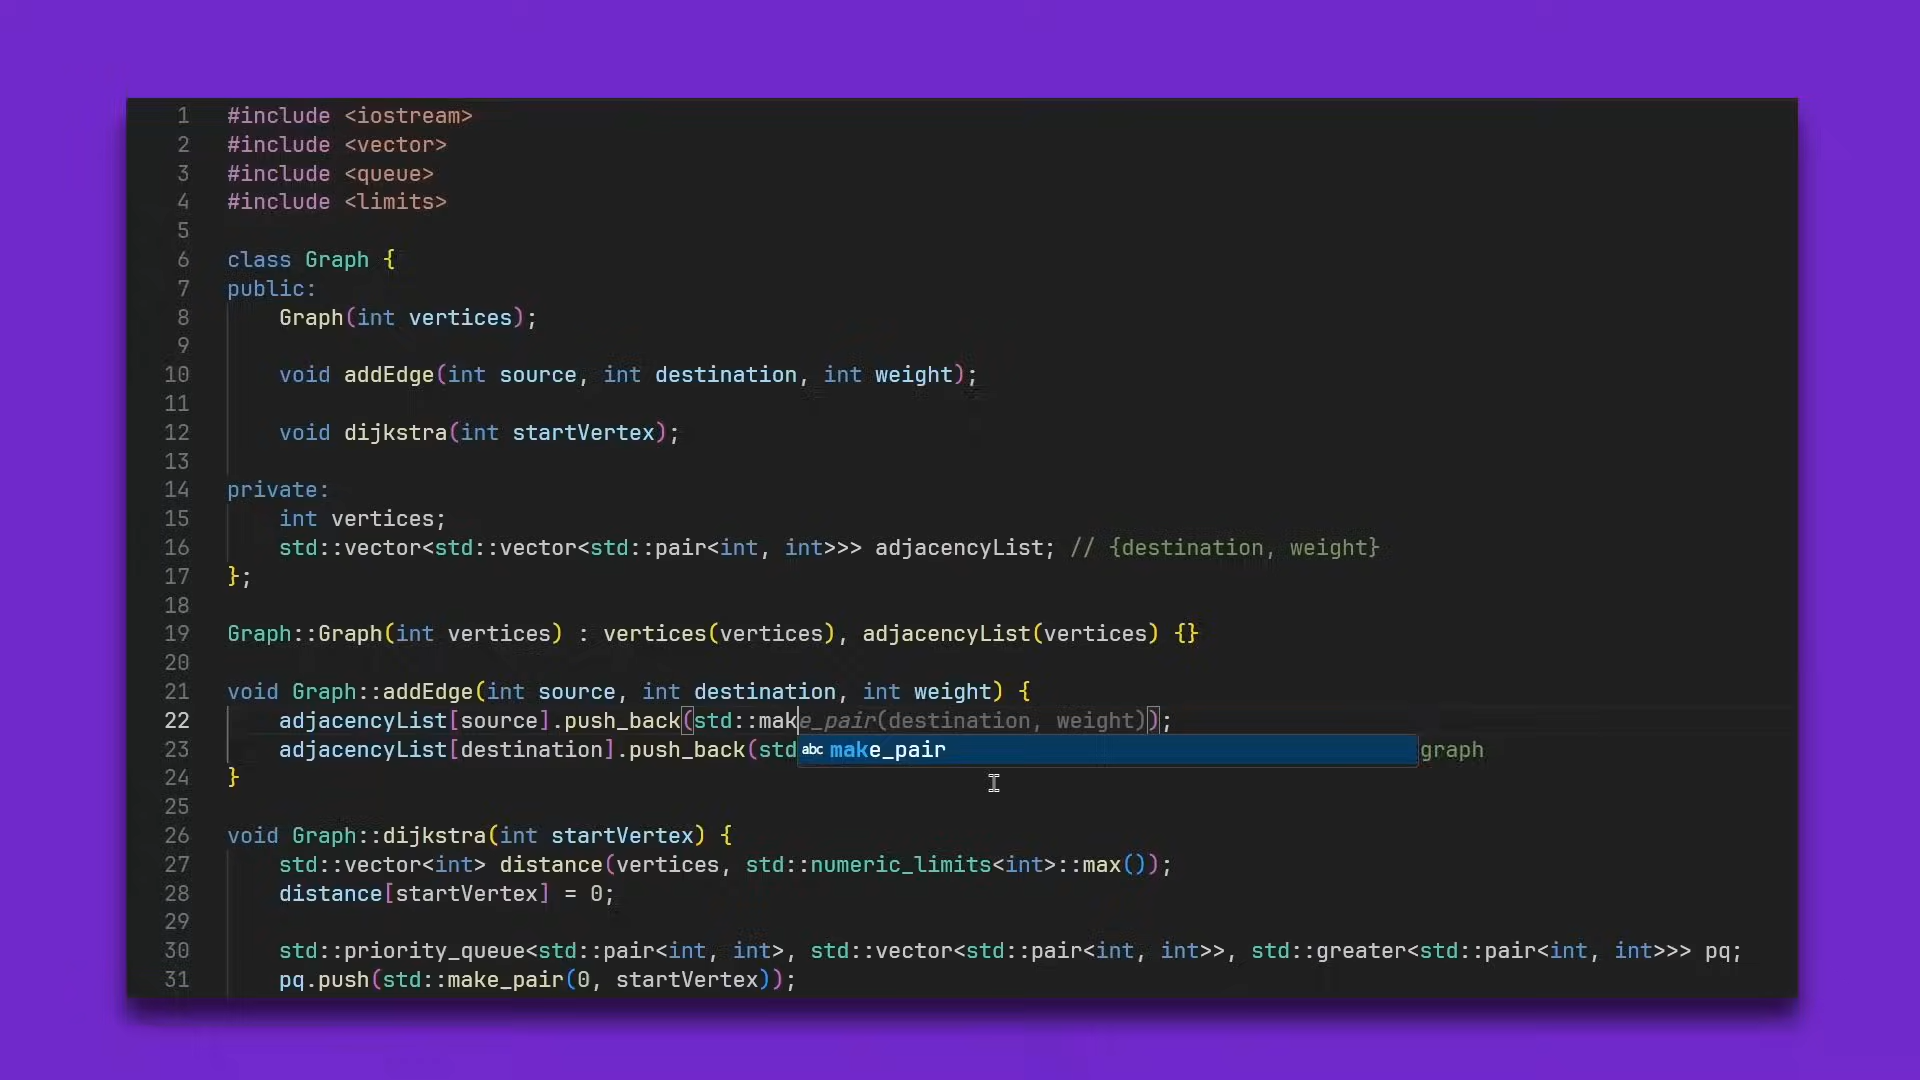 1 #include <iostream>
2 #include <vector>
3 #include <queue>
4 #include <limits>
5
6 class Graph {
7 public:
8     Graph(int vertices);
9
10     void addEdge(int source, int destination, int weight);
11
12     void dijkstra(int startVertex);
13
14 private:
15     int vertices;
16     std::vector<std::vector<std::pair<int, int>>> adjacencyList; // {destination, weight}
17 };
18
19 Graph::Graph(int vertices) : vertices(vertices), adjacencyList(vertices) {}
20
21 void Graph::addEdge(int source, int destination, int weight) {
22     adjacencyList[source].push_back(std::make_pair(destination, weight));
23     adjacencyList[destination].push_back(std abc make_pair graph
24 }
25
26 void Graph::dijkstra(int startVertex) {
27     std::vector<int> distance(vertices, std::numeric_limits<int>::max());
28     distance[startVertex] = 0;
29
30     std::priority_queue<std::pair<int, int>, std::vector<std::pair<int, int>>, std::greater<std::pair<int, int>>> pq;
31     pq.push(std::make_pair(0, startVertex));